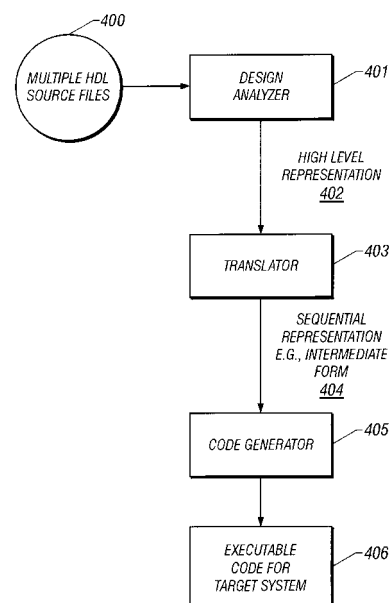 400
MULTIPLE HDL
SOURCE FILES
DESIGN
ANALYZER
401
HIGH LEVEL
REPRESENTATION
402
TRANSLATOR
403
SEQUENTIAL
REPRESENTATION
E.G., INTERMEDIATE
FORM
404
CODE GENERATOR
405
EXECUTABLE
CODE FOR
TARGET SYSTEM
406